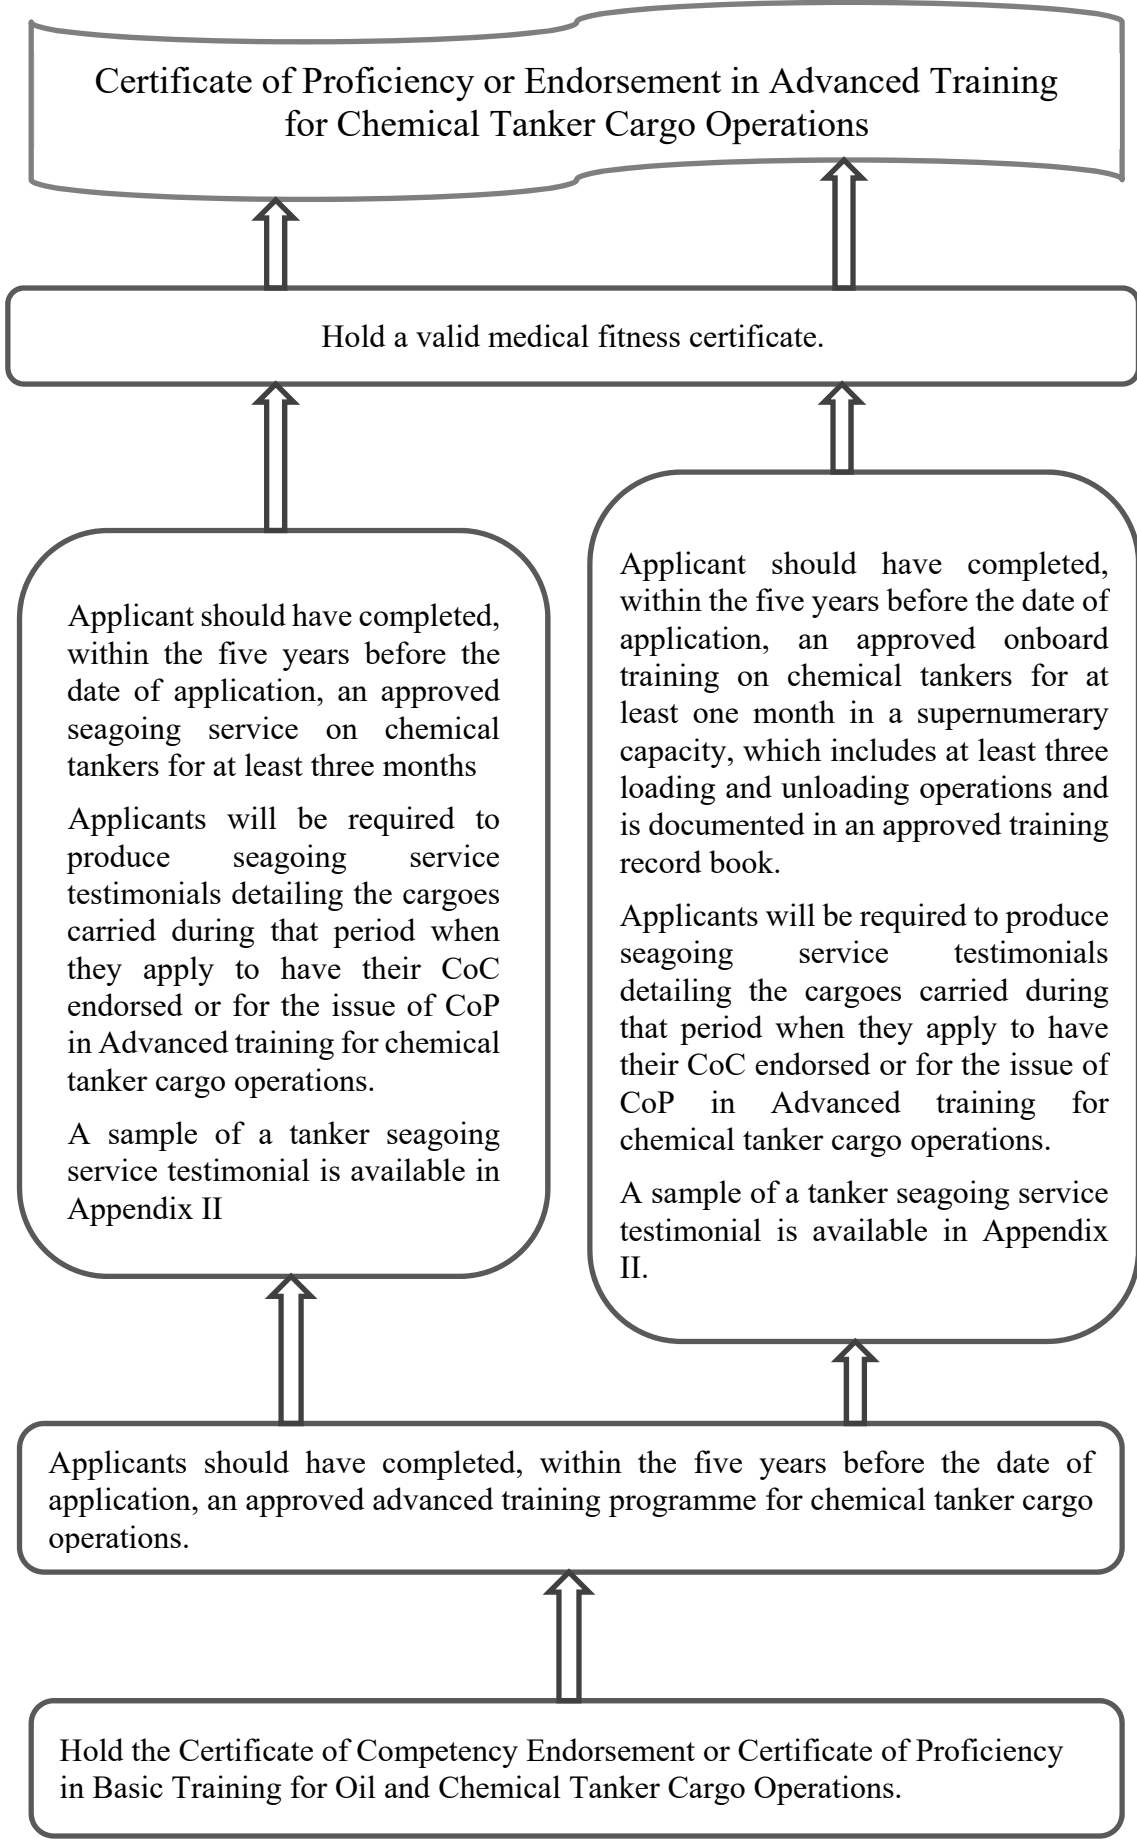 Certificate of Proficiency or Endorsement in Advanced Training
for Chemical Tanker Cargo Operations
Hold a valid medical fitness certificate.
Applicant should have completed,
within the five years before the
date of application, an approved
seagoing service on chemical
tankers for at least three months
Applicants will be required to
produce seagoing service
testimonials detailing the cargoes
carried during that period when
they apply to have their CoC
endorsed or for the issue of CoP
in Advanced training for chemical
tanker cargo operations.
A sample of a tanker seagoing
service testimonial is available in
Appendix II
Applicant should have completed,
within the five years before the date of
application, an approved onboard
training on chemical tankers for at
least one month in a supernumerary
capacity, which includes at least three
loading and unloading operations and
is documented in an approved training
record book.
Applicants will be required to produce
seagoing service testimonials
detailing the cargoes carried during
that period when they apply to have
their CoC endorsed or for the issue of
CoP in Advanced training for
chemical tanker cargo operations.
A sample of a tanker seagoing service
testimonial is available in Appendix
II.
Applicants should have completed, within the five years before the date of
application, an approved advanced training programme for chemical tanker cargo
operations.
Hold the Certificate of Competency Endorsement or Certificate of Proficiency
in Basic Training for Oil and Chemical Tanker Cargo Operations.